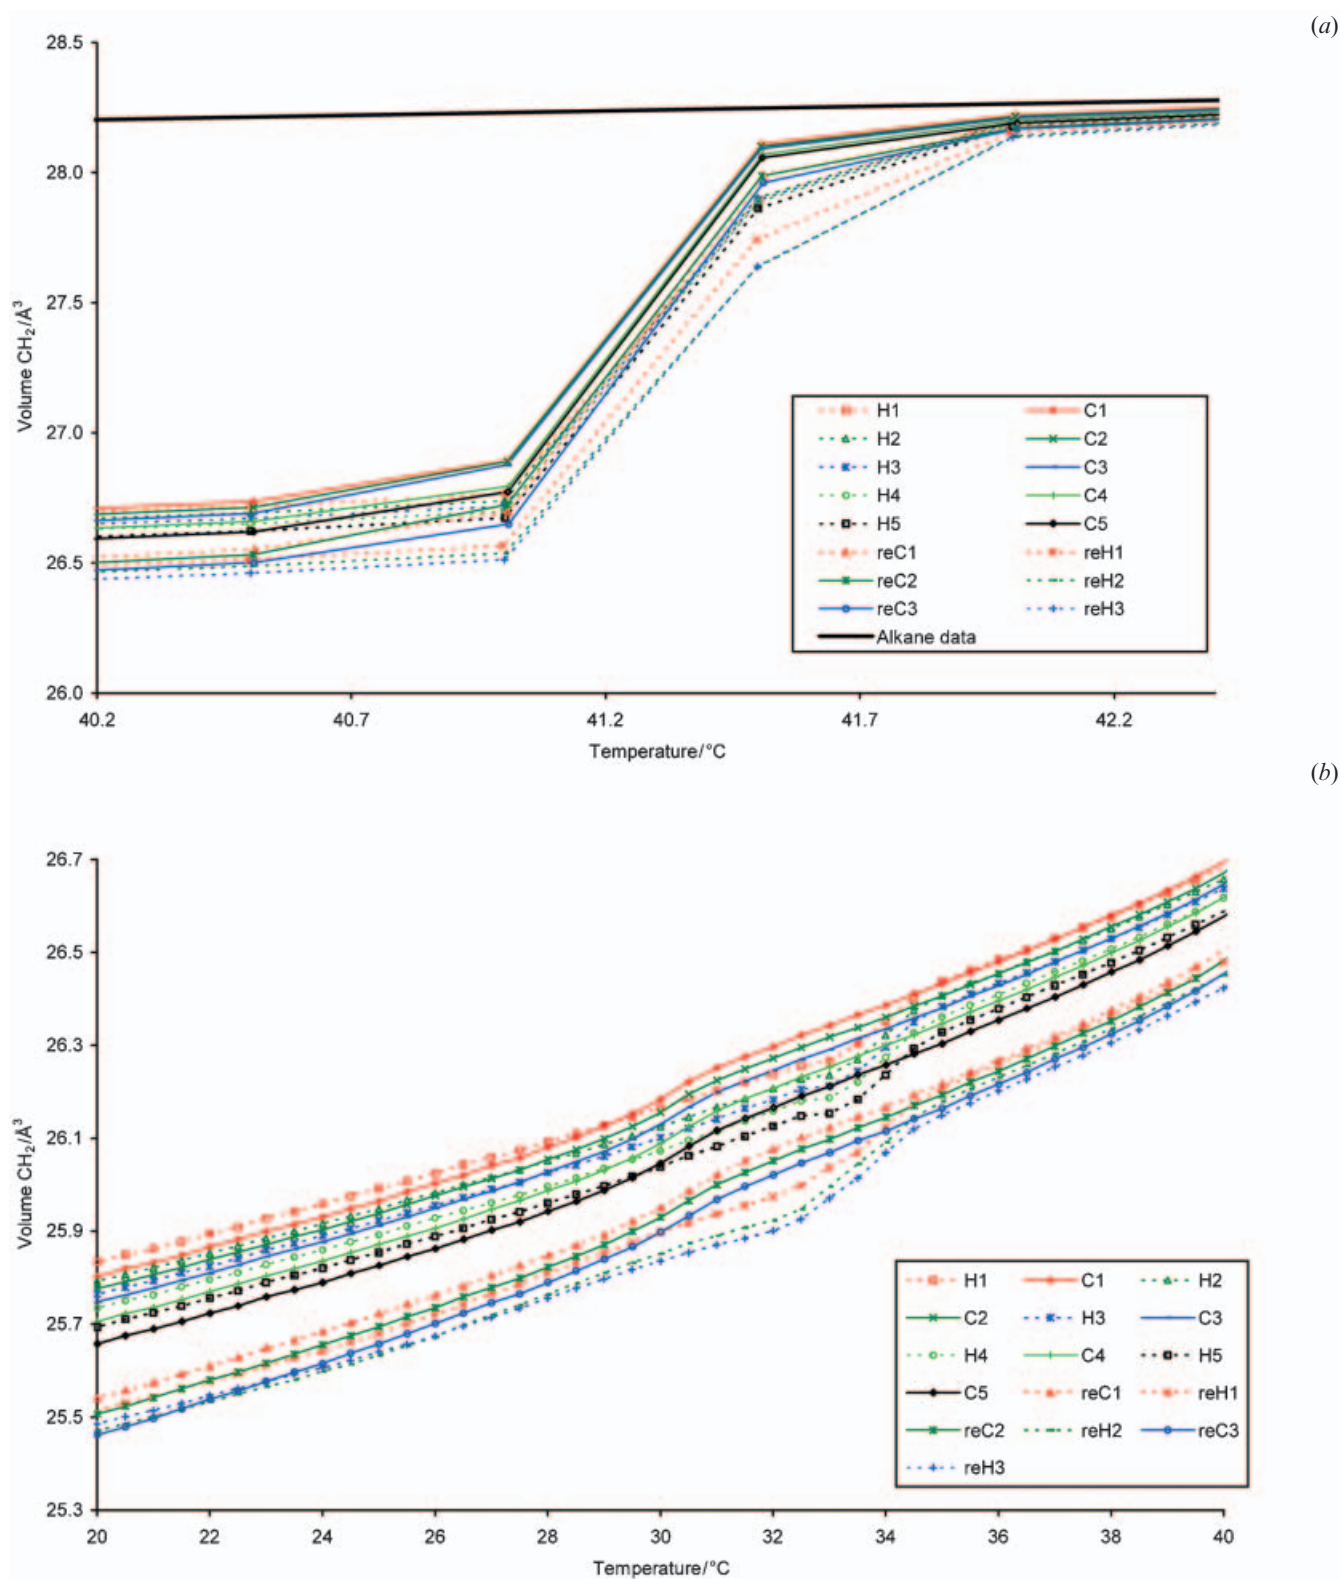 (a)
28.5
28.0
27.5
27.0
26.5
26.0
Volume CH₂/Å³
H1 C1
H2 C2
H3 C3
H4 C4
H5 C5
reC1 reH1
reC2 reH2
reC3 reH3
Alkane data
40.2 40.7 41.2 41.7 42.2
Temperature/°C
(b)
26.7
26.5
26.3
26.1
25.9
25.7
25.5
25.3
Volume CH₂/Å³
H1 C1 H2
C2 H3 C3
H4 C4 H5
C5 reC1 reH1
reC2 reH2 reC3
reH3
20 22 24 26 28 30 32 34 36 38 40
Temperature/°C